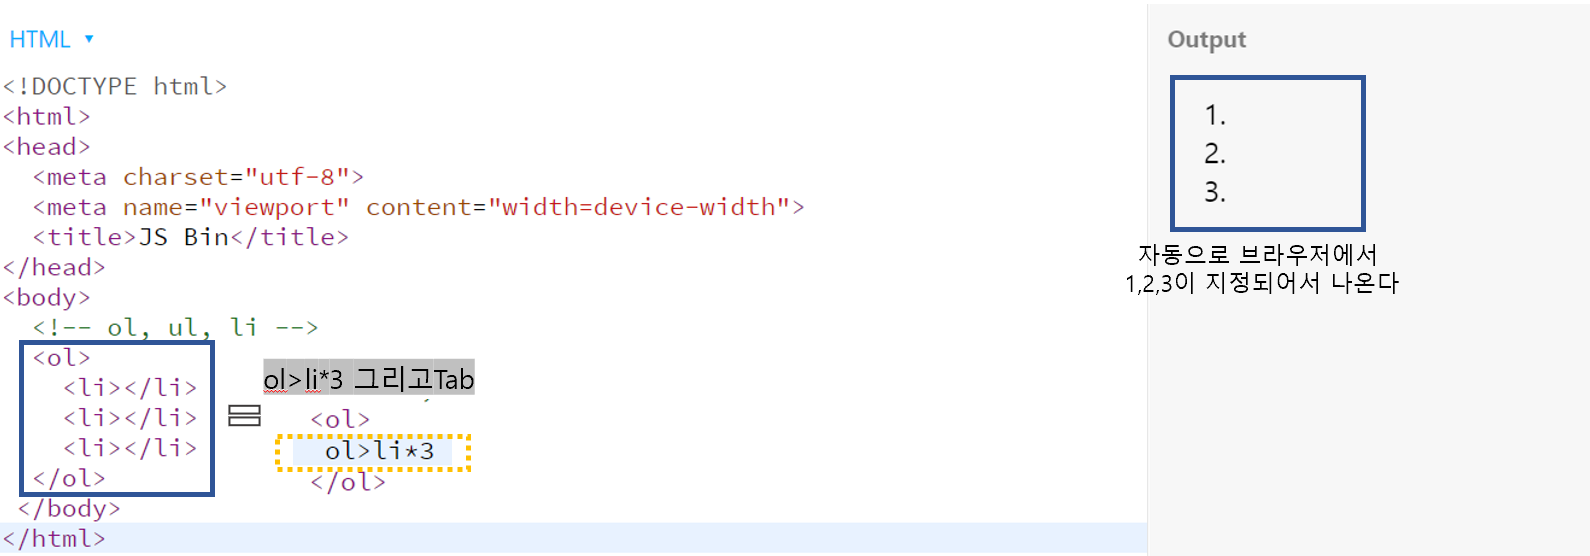 HTML ▾
<!DOCTYPE html>
<html>
<head>
  <meta charset="utf-8">
  <meta name="viewport" content="width=device-width">
  <title>JS Bin</title>
</head>
<body>
  <!-- ol, ul, li -->
  <ol>
    <li></li>
    <li></li>
    <li></li>
  </ol>
 </body>
</html>
ol>li*3 그리고Tab
<ol>
 ol>li*3
</ol>
Output
1.
2.
3.
자동으로 브라우저에서
1,2,3이 지정되어서 나온다